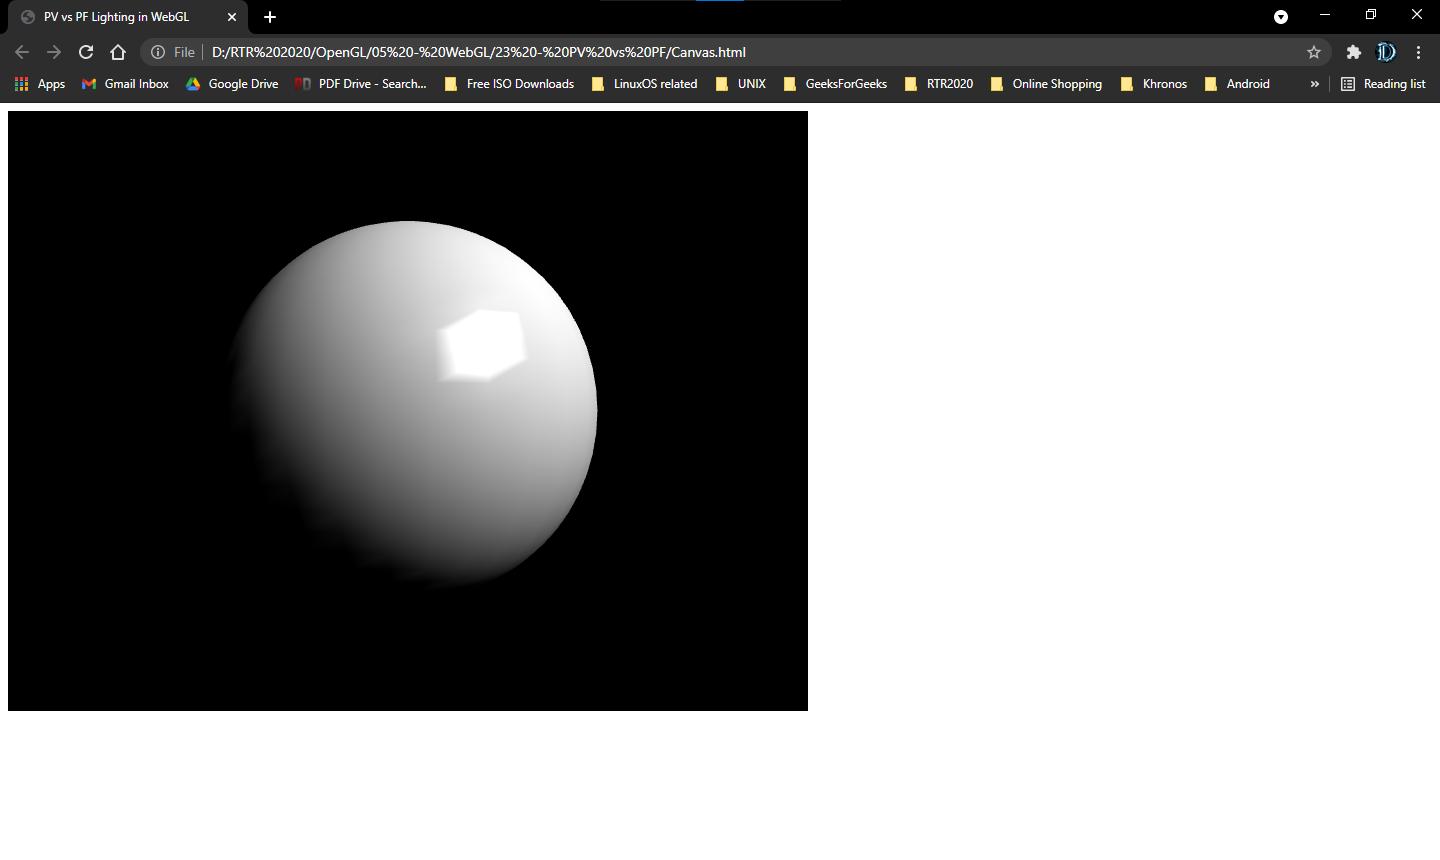 PV vs PF Lighting in WebGL
File D:/RTR%202020/OpenGL/05%20-%20WebGL/23%20-%20PV%20vs%20PF/Canvas.html
Apps Gmail Inbox Google Drive PDF Drive - Search... Free ISO Downloads LinuxOS related UNIX GeeksForGeeks RTR2020 Online Shopping Khronos Android » Reading list